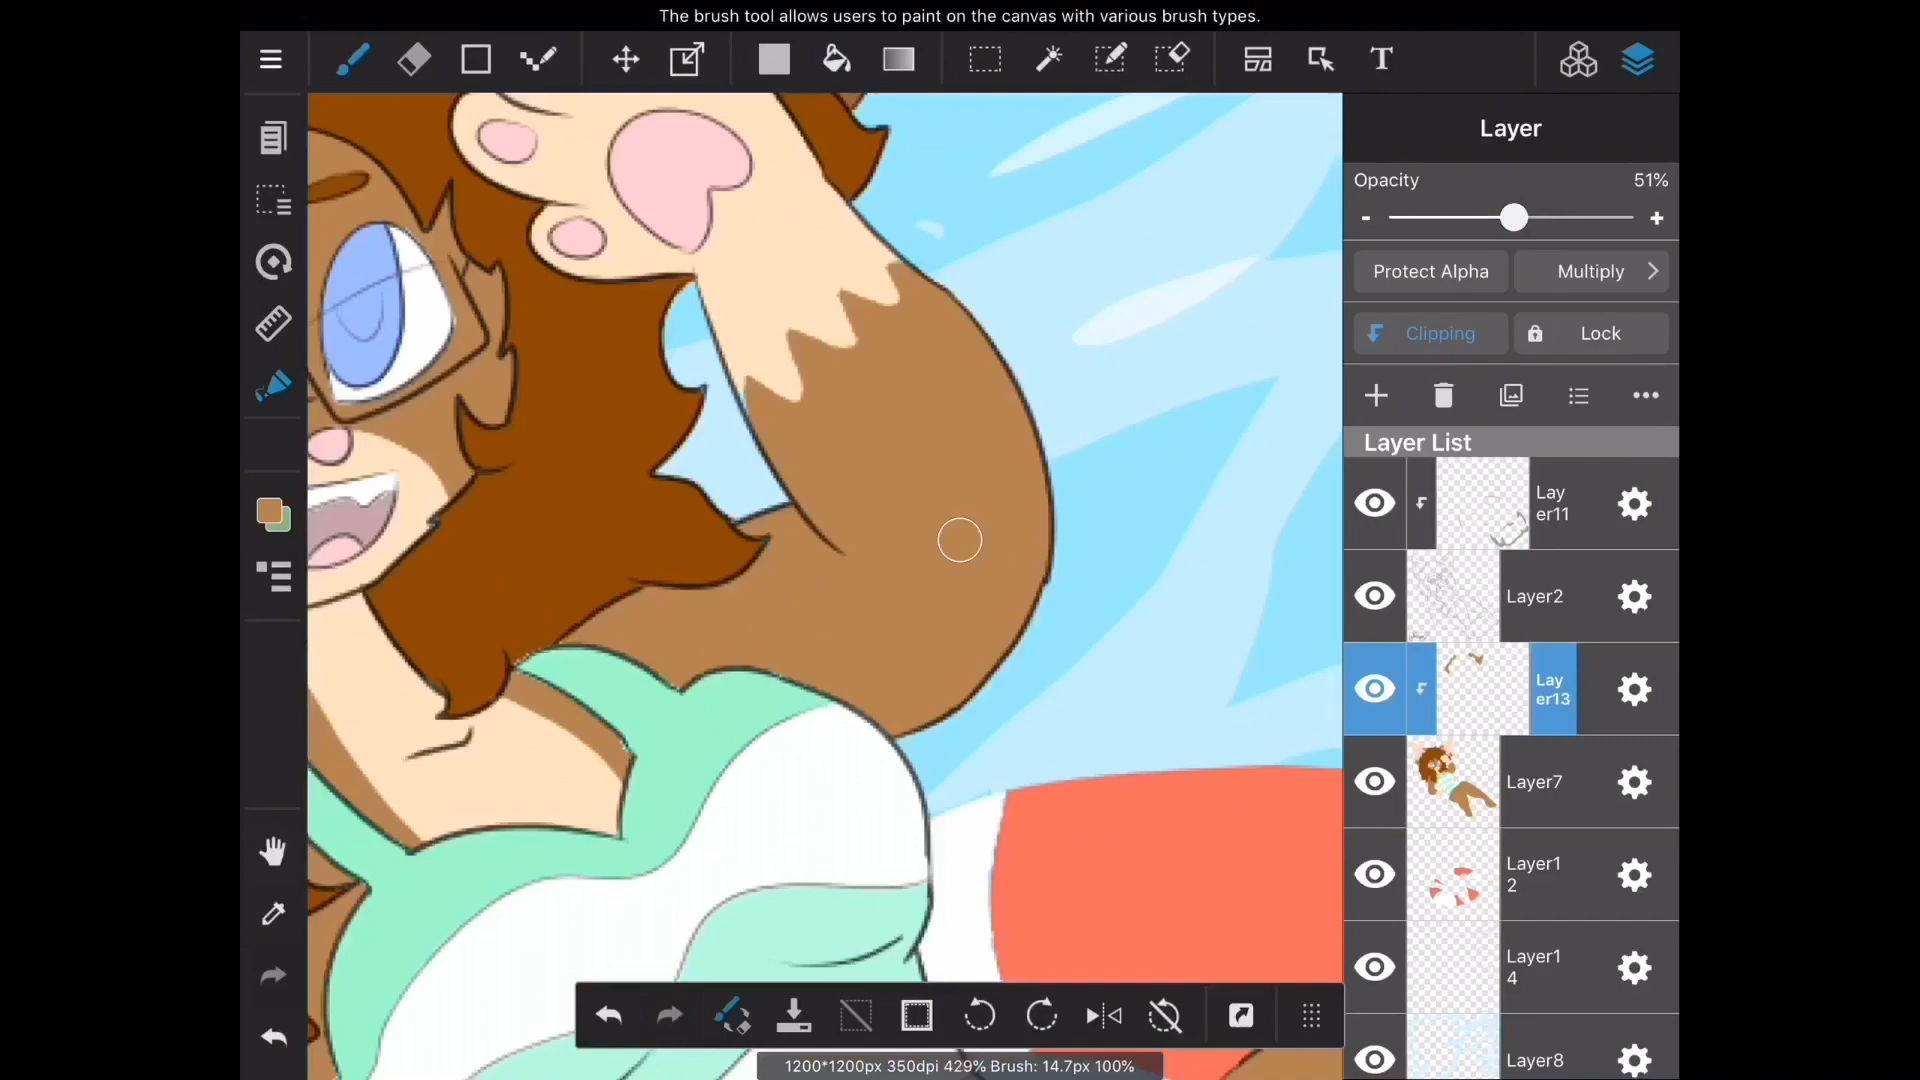 The brush tool allows users to paint on the canvas with various brush types.
T
Layer
Opacity 51%
- +
Protect Alpha Multiply
Clipping Lock
Layer List
Lay
er11
Layer2
Lay
er13
Layer7
Layer1
2
Layer1
4
Layer8
1200*1200px 350dpi 429% Brush: 14.7px 100%